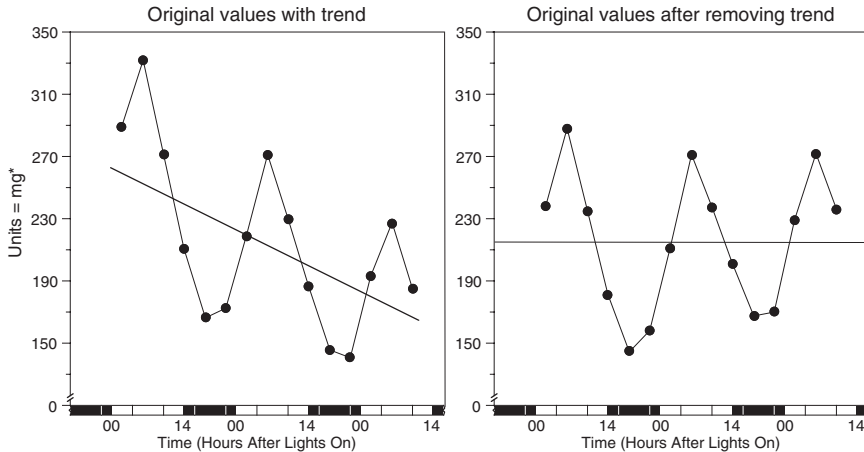 Original values with trend
Original values after removing trend
Units = mg*
350
310
270
230
190
150
0
350
310
270
230
190
150
0
00 14 00 14 00 14
00 14 00 14 00 14
Time (Hours After Lights On)
Time (Hours After Lights On)